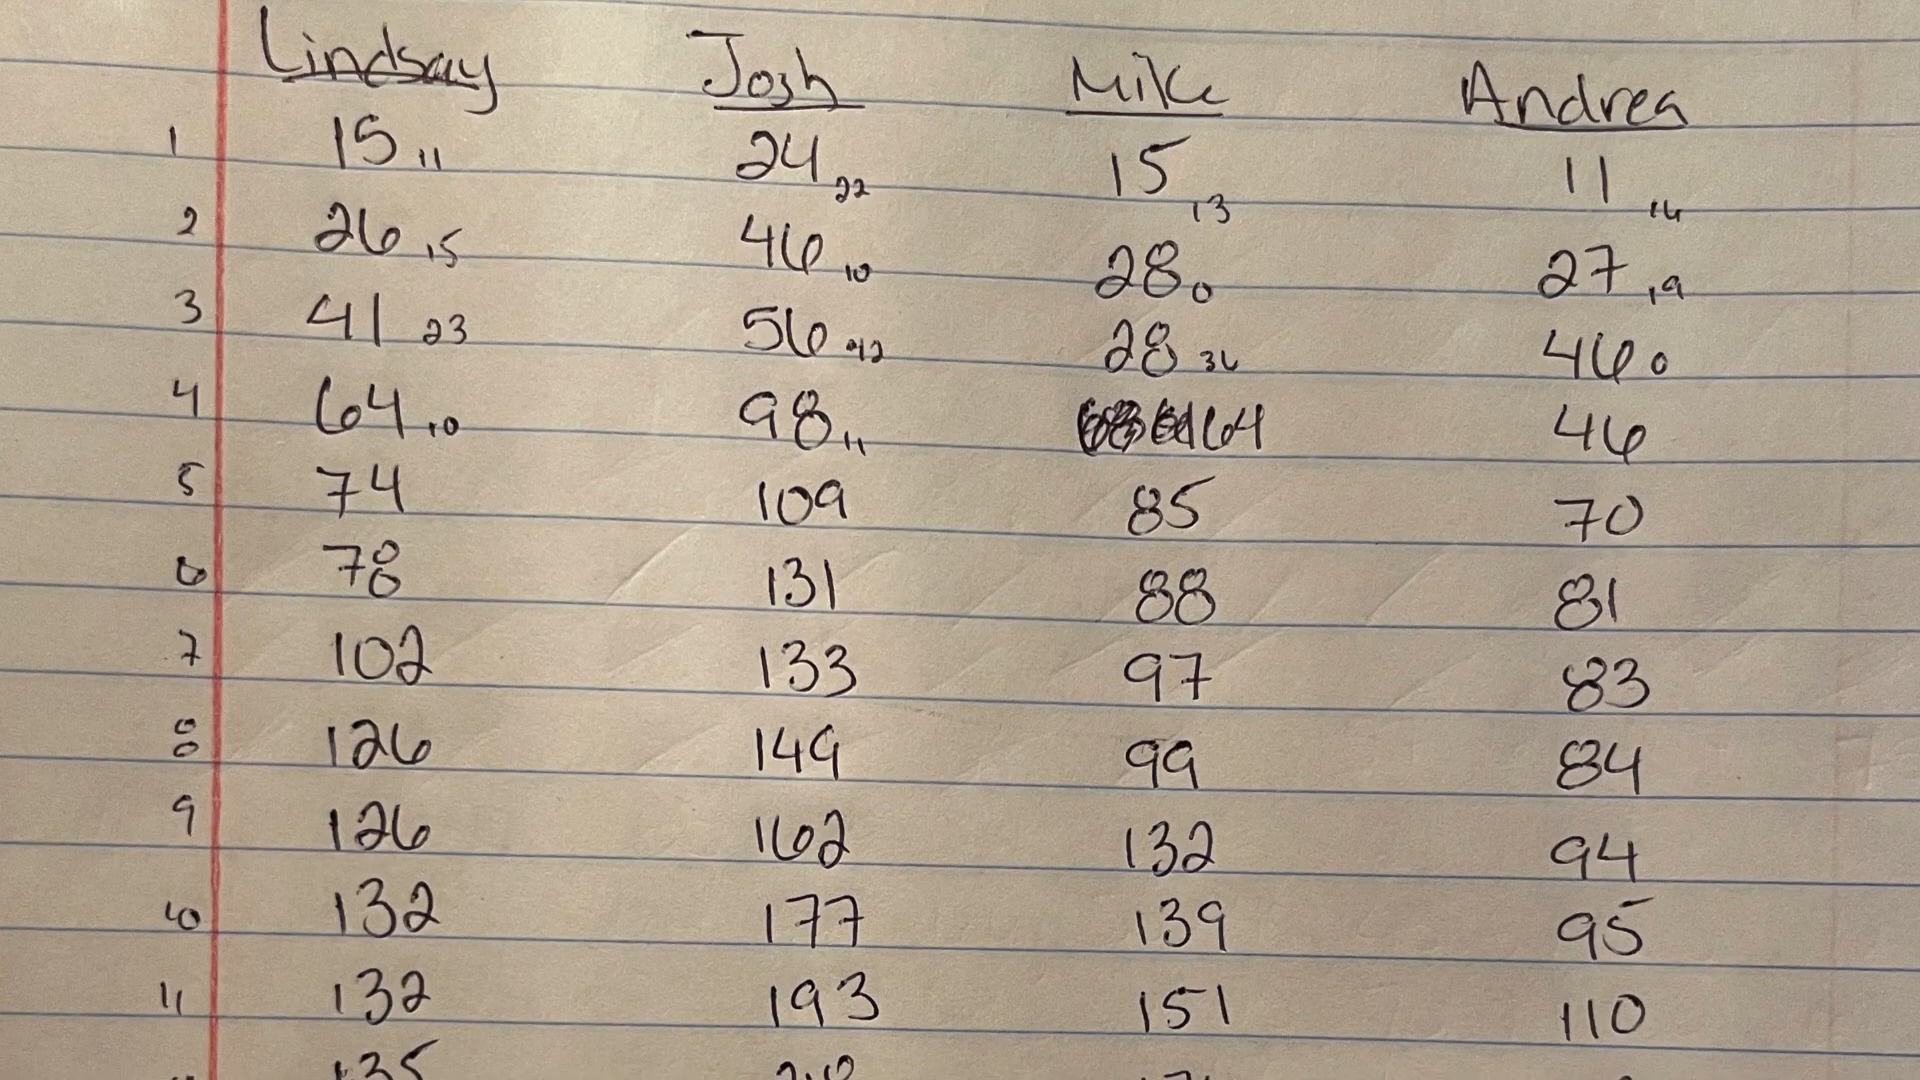 Lindsay Josh Mike Andrea
1 15 11 24 22 15 13 11 16
2 26 15 46 10 28 0 27 19
3 41 23 56 42 28 36 46 0
4 64 10 98 11 64 46
5 74 109 85 70
6 78 131 88 81
7 102 133 97 83
8 126 149 99 84
9 126 162 132 94
10 132 177 139 95
11 132 193 151 110
135